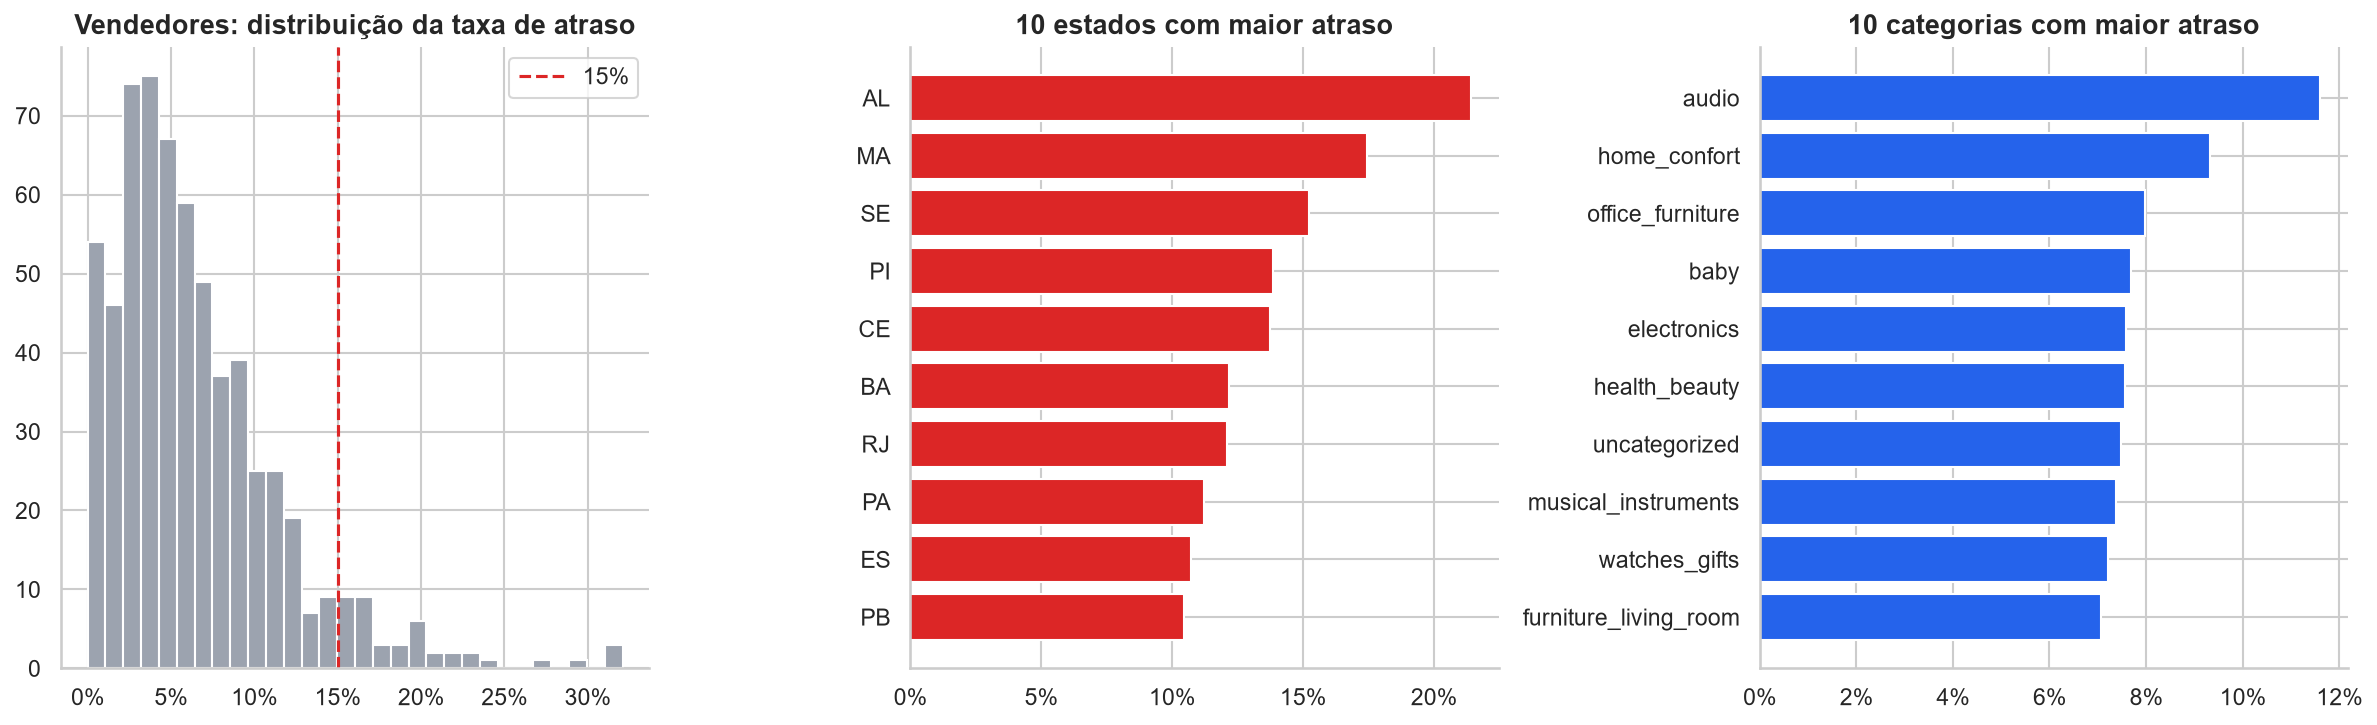 Vendedores: distribuição da taxa de atraso
15%
70
60
50
40
30
20
10
0
0% 5% 10% 15% 20% 25% 30%
10 estados com maior atraso
AL
MA
SE
PI
CE
BA
RJ
PA
ES
PB
0% 5% 10% 15% 20%
10 categorias com maior atraso
audio
home_confort
office_furniture
baby
electronics
health_beauty
uncategorized
musical_instruments
watches_gifts
furniture_living_room
0% 2% 4% 6% 8% 10% 12%